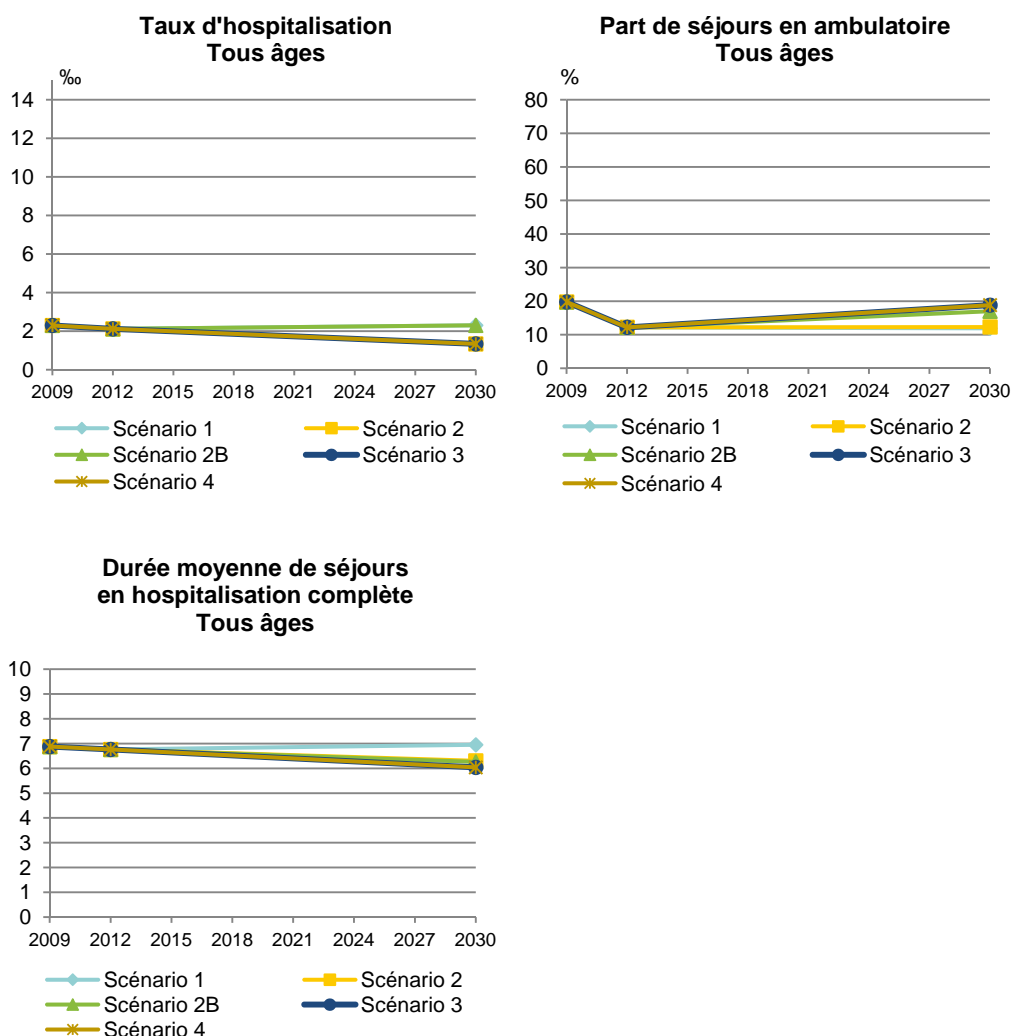 Taux d'hospitalisation
Tous âges
‰
14
12
10
8
6
4
2
0
2009 2012 2015 2018 2021 2024 2027 2030
Scénario 1 Scénario 2
Scénario 2B Scénario 3
Scénario 4
Part de séjours en ambulatoire
Tous âges
%
80
70
60
50
40
30
20
10
0
2009 2012 2015 2018 2021 2024 2027 2030
Scénario 1 Scénario 2
Scénario 2B Scénario 3
Scénario 4
Durée moyenne de séjours
en hospitalisation complète
Tous âges
10
9
8
7
6
5
4
3
2
1
0
2009 2012 2015 2018 2021 2024 2027 2030
Scénario 1 Scénario 2
Scénario 2B Scénario 3
Scénario 4